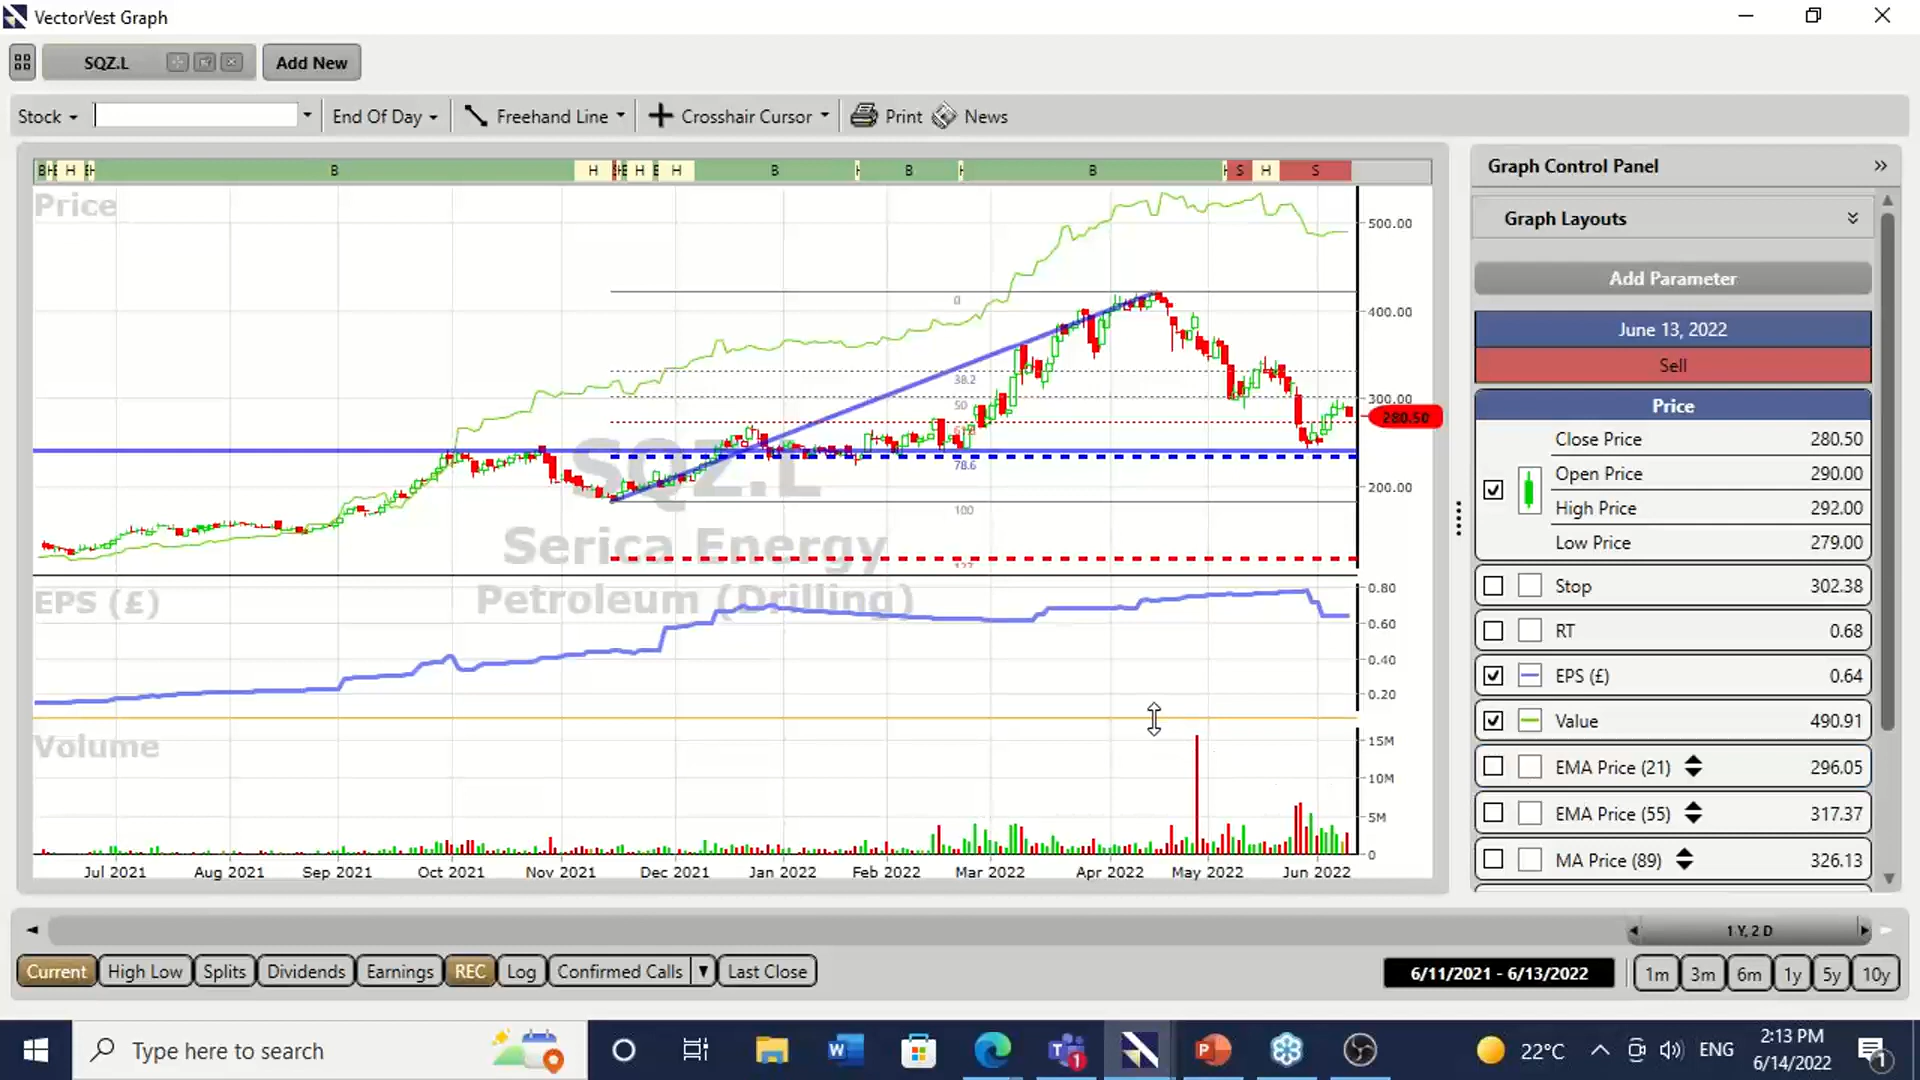 VectorVest Graph
SQZ.L
Add New
Stock
End Of Day
Freehand Line
Crosshair Cursor
Print
News
H B H H H B B B S H S
Price
500.00
400.00
300.00
280.50
200.00
0
38.2
50
78.6
100
SQZ.L
Serica Energy
Petroleum (Drilling)
EPS (£)
0.80
0.60
0.40
0.20
Volume
15M
10M
5M
0
Jul 2021 Aug 2021 Sep 2021 Oct 2021 Nov 2021 Dec 2021 Jan 2022 Feb 2022 Mar 2022 Apr 2022 May 2022 Jun 2022
Graph Control Panel
Graph Layouts
Add Parameter
June 13, 2022
Sell
Price
Close Price 280.50
Open Price 290.00
High Price 292.00
Low Price 279.00
Stop 302.38
RT 0.68
EPS (£) 0.64
Value 490.91
EMA Price (21) 296.05
EMA Price (55) 317.37
MA Price (89) 326.13
1 Y, 2 D
Current High Low Splits Dividends Earnings REC Log Confirmed Calls Last Close
6/11/2021 - 6/13/2022
1m 3m 6m 1y 5y 10y
Type here to search
22°C
ENG
2:13 PM
6/14/2022